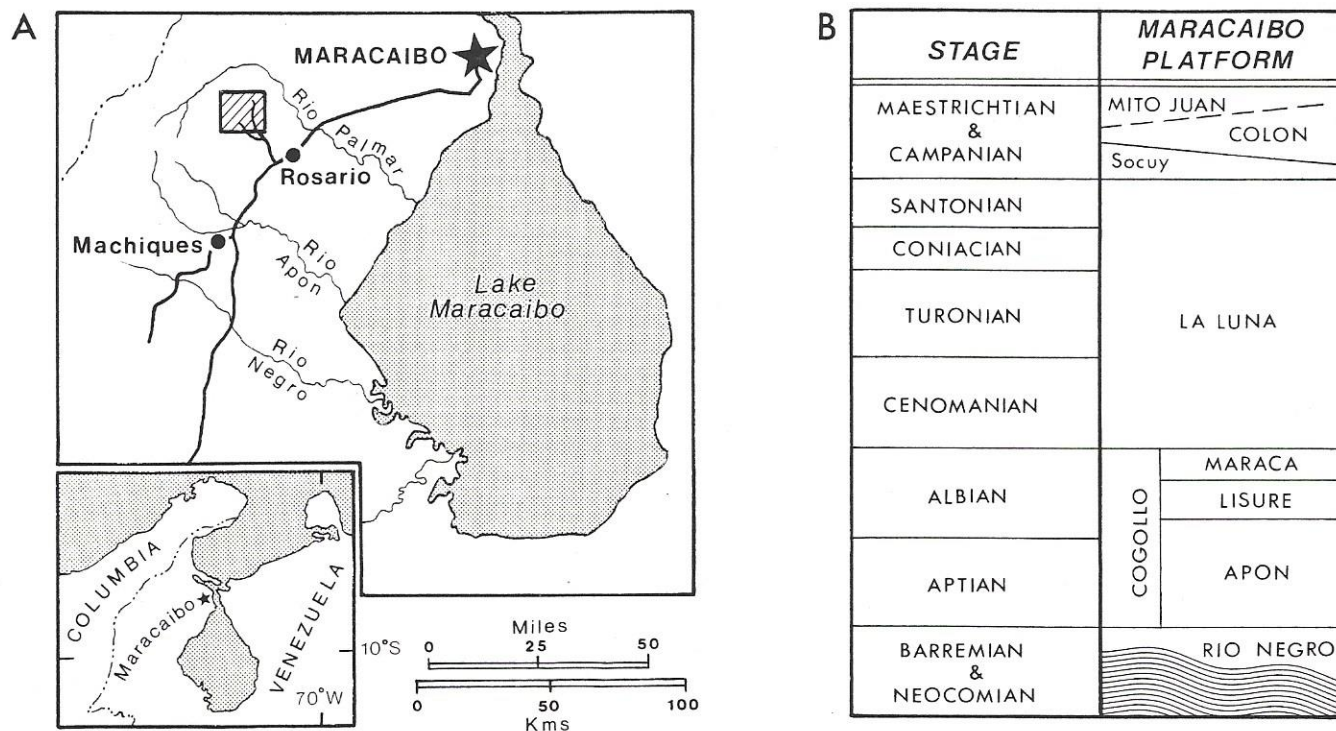 A
MARACAIBO
Rio
Palmar
Rosario
Machiques
Rio
Apon
Lake
Maracaibo
Rio
Negro
COLUMBIA
Maracaibo
VENEZUELA
10°S
70°W
Miles
0 25 50
0 50 100
Kms
B
STAGE
MARACAIBO
PLATFORM
MAESTRICHTIAN
&
CAMPANIAN
MITO JUAN
COLON
Socuy
SANTONIAN
CONIACIAN
TURONIAN
LA LUNA
CENOMANIAN
ALBIAN
COGOLLO
MARACA
LISURE
APTIAN
APON
BARREMIAN
&
NEOCOMIAN
RIO NEGRO